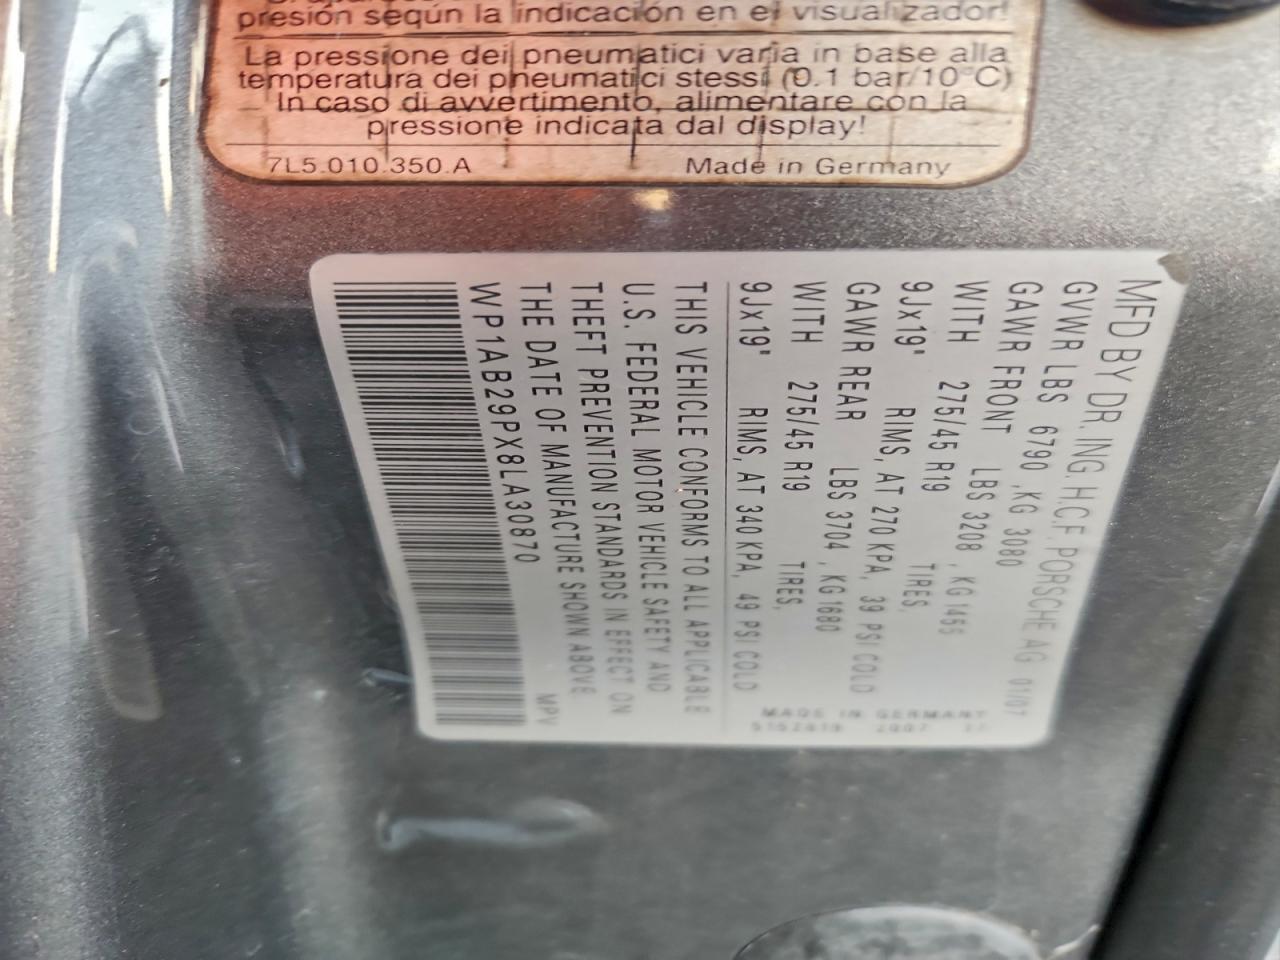 presión según la indicación en el visualizador!
La pressione dei pneumatici varia in base alla
temperatura dei pneumatici stessi (0.1 bar/10°C)
In caso di avvertimento, alimentare con la
pressione indicata dal display!
7L5.010.350.A Made in Germany
MFD BY DR. ING. H.C.F. PORSCHE AG 01/07
GVWR LBS 6790 ,KG 3080
GAWR FRONT LBS 3208 , KG 1455
WITH 275/45 R19 TIRES,
9Jx19" RIMS, AT 270 KPA, 39 PSI COLD
GAWR REAR LBS 3704 , KG 1680
WITH 275/45 R19 TIRES,
9Jx19" RIMS, AT 340 KPA, 49 PSI COLD
THIS VEHICLE CONFORMS TO ALL APPLICABLE
U.S. FEDERAL MOTOR VEHICLE SAFETY AND
THEFT PREVENTION STANDARDS IN EFFECT ON
THE DATE OF MANUFACTURE SHOWN ABOVE
WP1AB29PX8LA30870 MPV
MADE IN GERMANY
2007